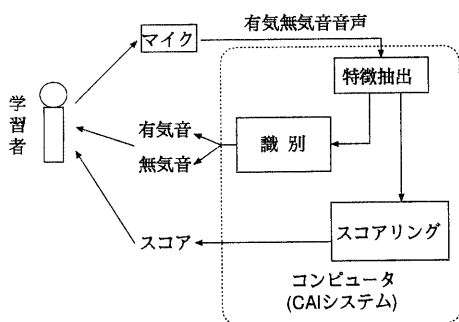 有気無気音音声
マイク
特徴抽出
学習者
有気音
無気音
識別
スコア
スコアリング
コンピュータ
(CAIシステム)